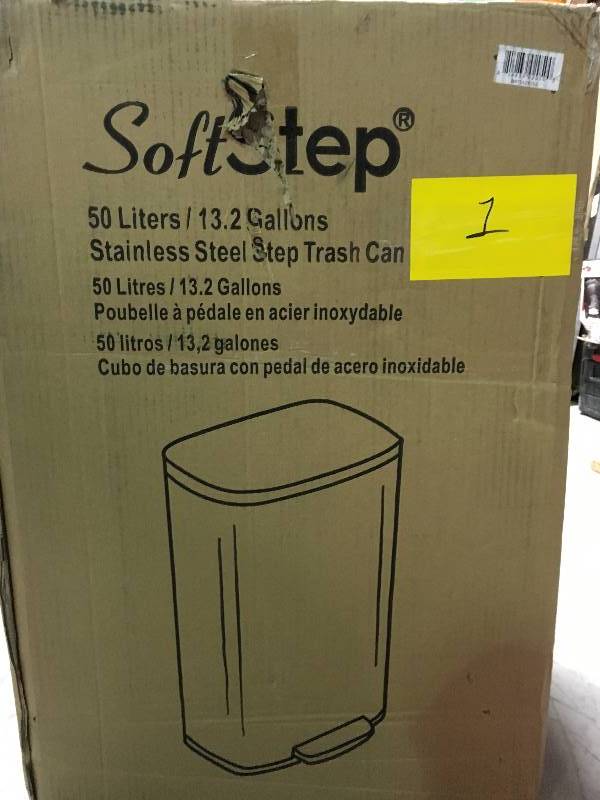 SoftStep®
50 Liters / 13.2 Gallons
Stainless Steel Step Trash Can
1
50 Litres / 13.2 Gallons
Poubelle à pédale en acier inoxydable
50 litros / 13,2 galones
Cubo de basura con pedal de acero inoxidable